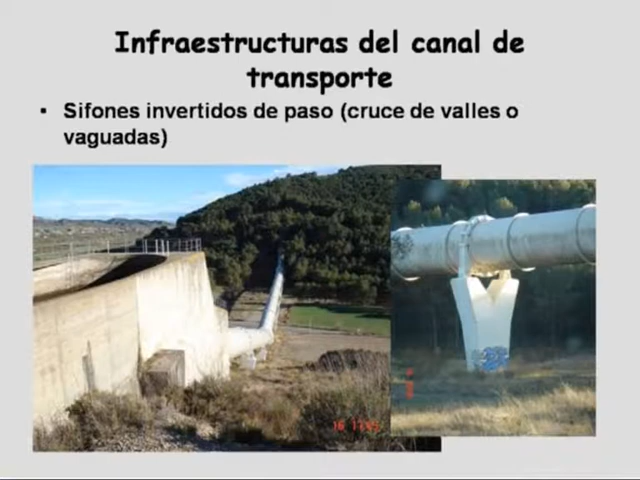 Infraestructuras del canal de
transporte
• Sifones invertidos de paso (cruce de valles o
vaguadas)